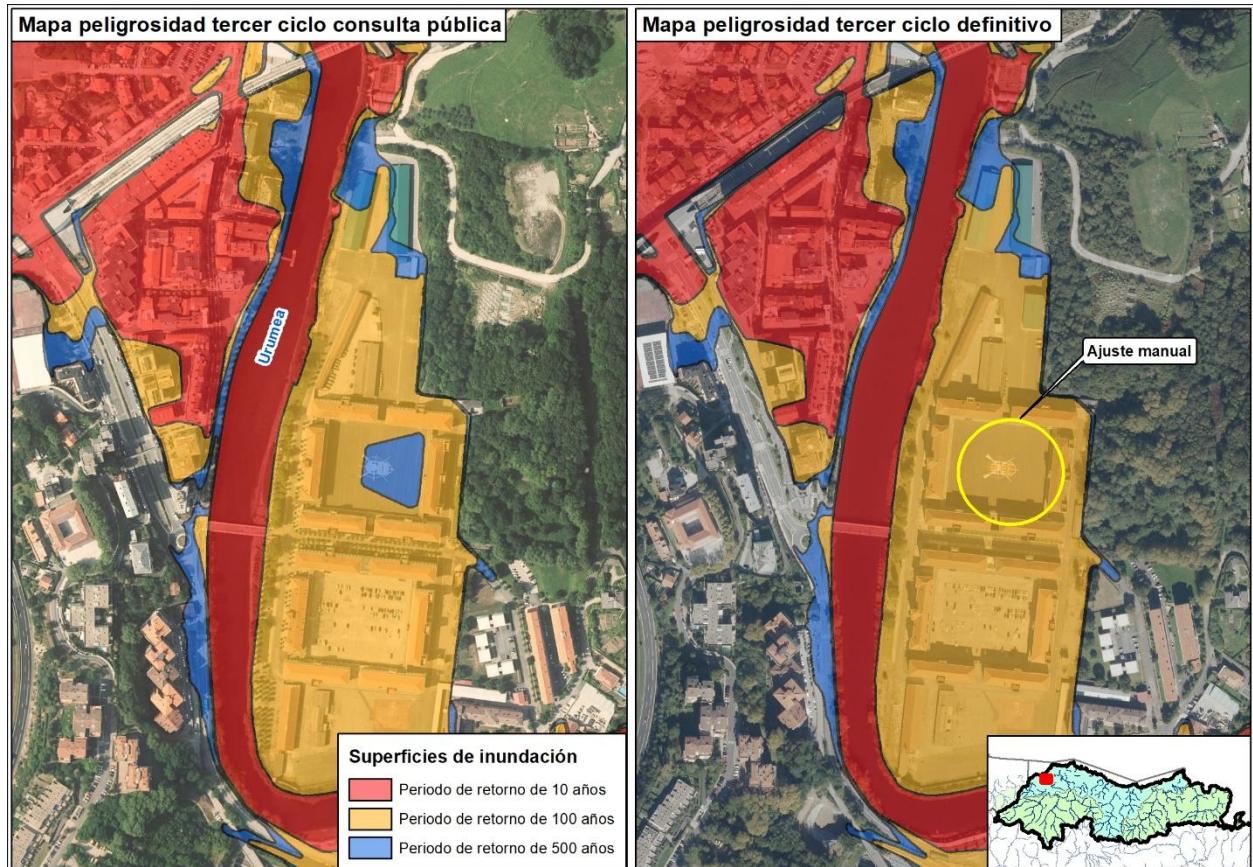 Mapa peligrosidad tercer ciclo consulta pública
Mapa peligrosidad tercer ciclo definitivo
Urumea
Ajuste manual
Superficies de inundación
Periodo de retorno de 10 años
Periodo de retorno de 100 años
Periodo de retorno de 500 años